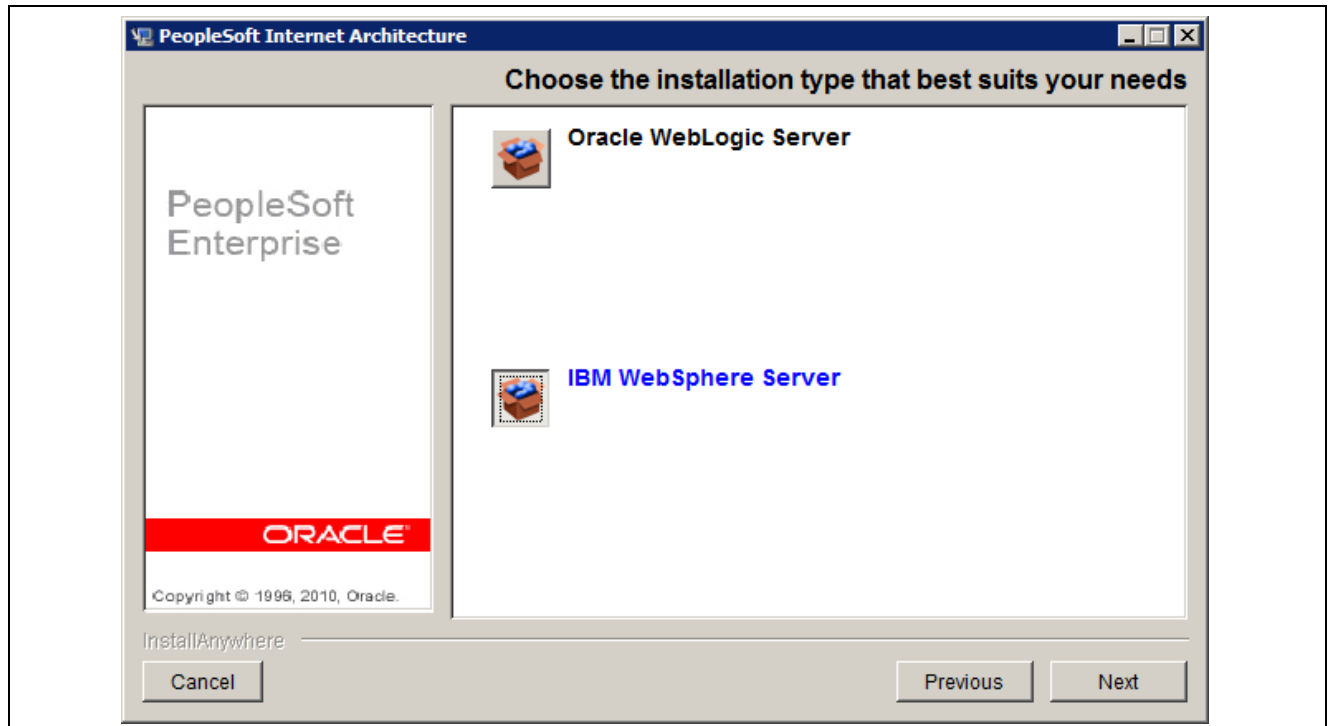 PeopleSoft Internet Architecture
Choose the installation type that best suits your needs
PeopleSoft
Enterprise
ORACLE
Copyright © 1996, 2010, Oracle.
Oracle WebLogic Server
IBM WebSphere Server
InstallAnywhere
Cancel
Previous
Next